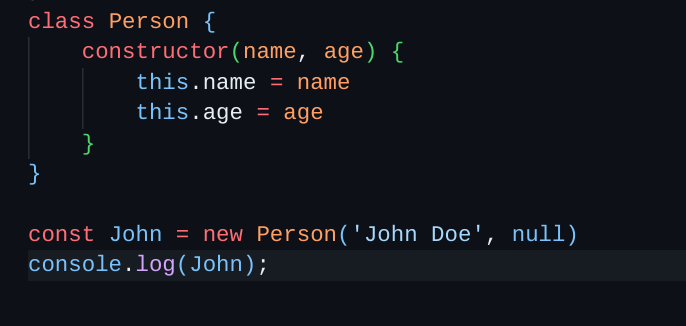 class Person {
    constructor(name, age) {
        this.name = name
        this.age = age
    }
}
const John = new Person('John Doe', null)
console.log(John);